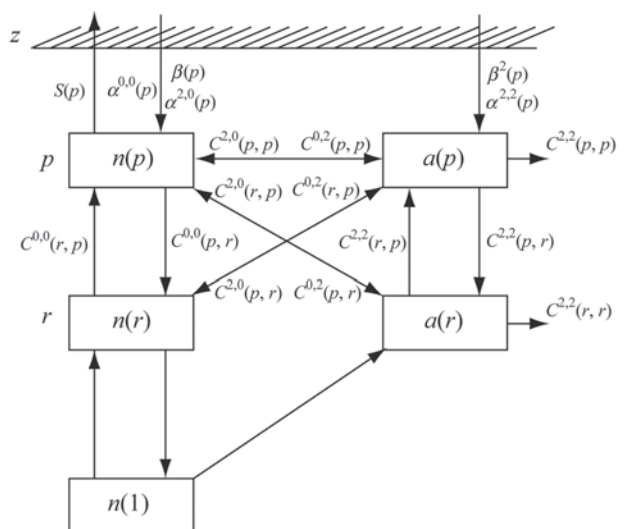 z
S(p) α^{0,0}(p) β(p) β^2(p)
α^{2,0}(p) α^{2,2}(p)
C^{2,0}(p, p) C^{0,2}(p, p) C^{2,2}(p, p)
p n(p) a(p)
C^{2,0}(r, p) C^{0,2}(r, p)
C^{0,0}(r, p) C^{0,0}(p, r) C^{2,2}(r, p) C^{2,2}(p, r)
C^{2,0}(p, r) C^{0,2}(p, r)
r n(r) a(r) C^{2,2}(r, r)
n(1)